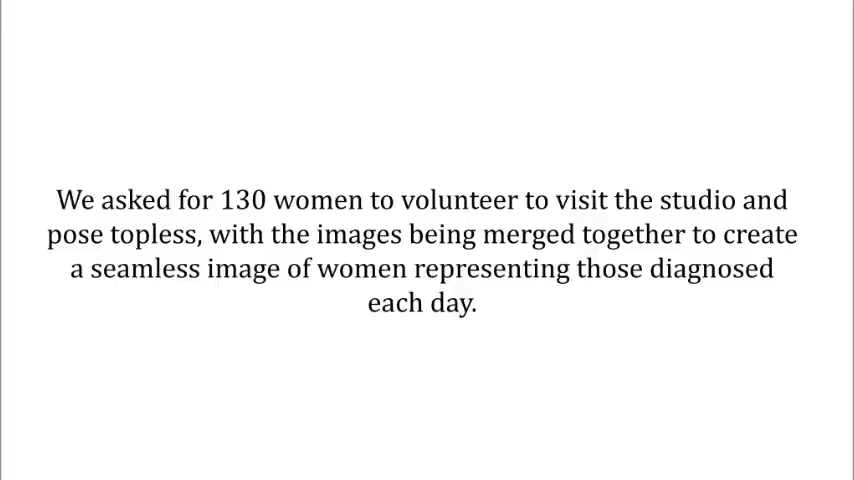 We asked for 130 women to volunteer to visit the studio and
pose topless, with the images being merged together to create
a seamless image of women representing those diagnosed
each day.